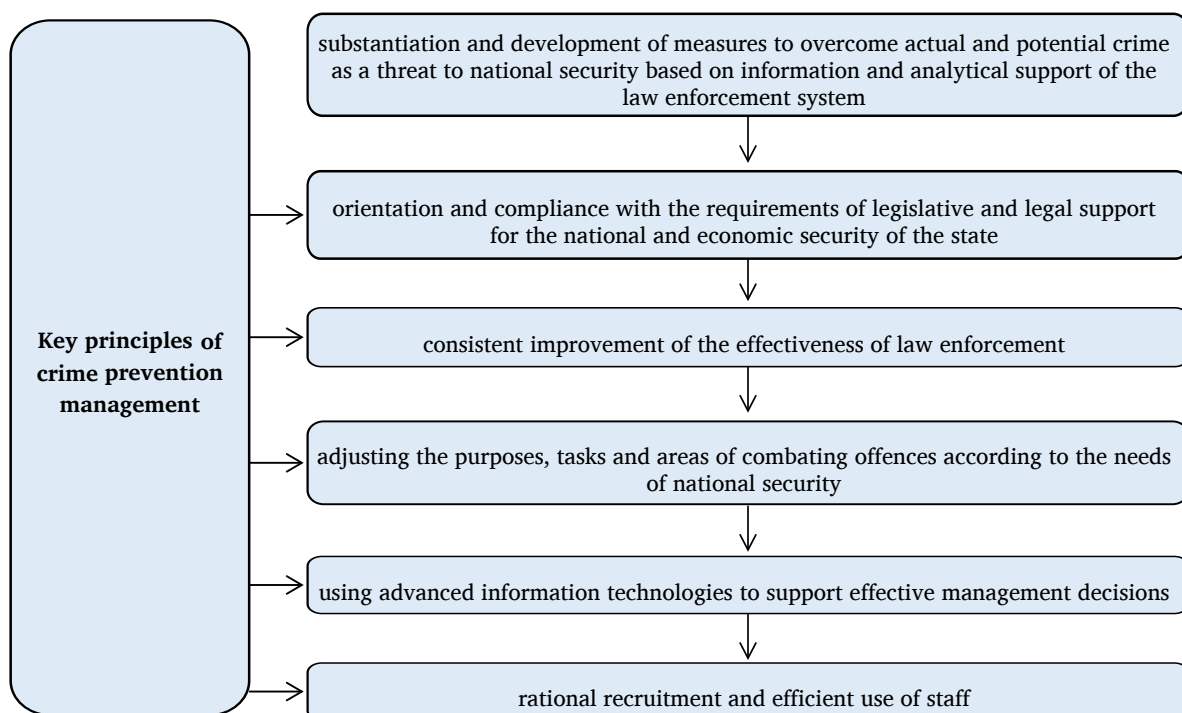 Key principles of
crime prevention
management
substantiation and development of measures to overcome actual and potential crime
as a threat to national security based on information and analytical support of the
law enforcement system
orientation and compliance with the requirements of legislative and legal support
for the national and economic security of the state
consistent improvement of the effectiveness of law enforcement
adjusting the purposes, tasks and areas of combating offences according to the needs
of national security
using advanced information technologies to support effective management decisions
rational recruitment and efficient use of staff